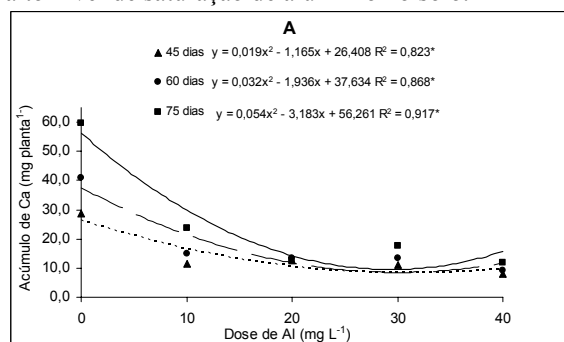 A
45 dias y = 0,019x² - 1,165x + 26,408 R² = 0,823*
60 dias y = 0,032x² - 1,936x + 37,634 R² = 0,868*
75 dias y = 0,054x² - 3,183x + 56,261 R² = 0,917*
Acúmulo de Ca (mg planta¹⁻)
60,0
50,0
40,0
30,0
20,0
10,0
0,0
0 10 20 30 40
Dose de Al (mg L⁻¹)